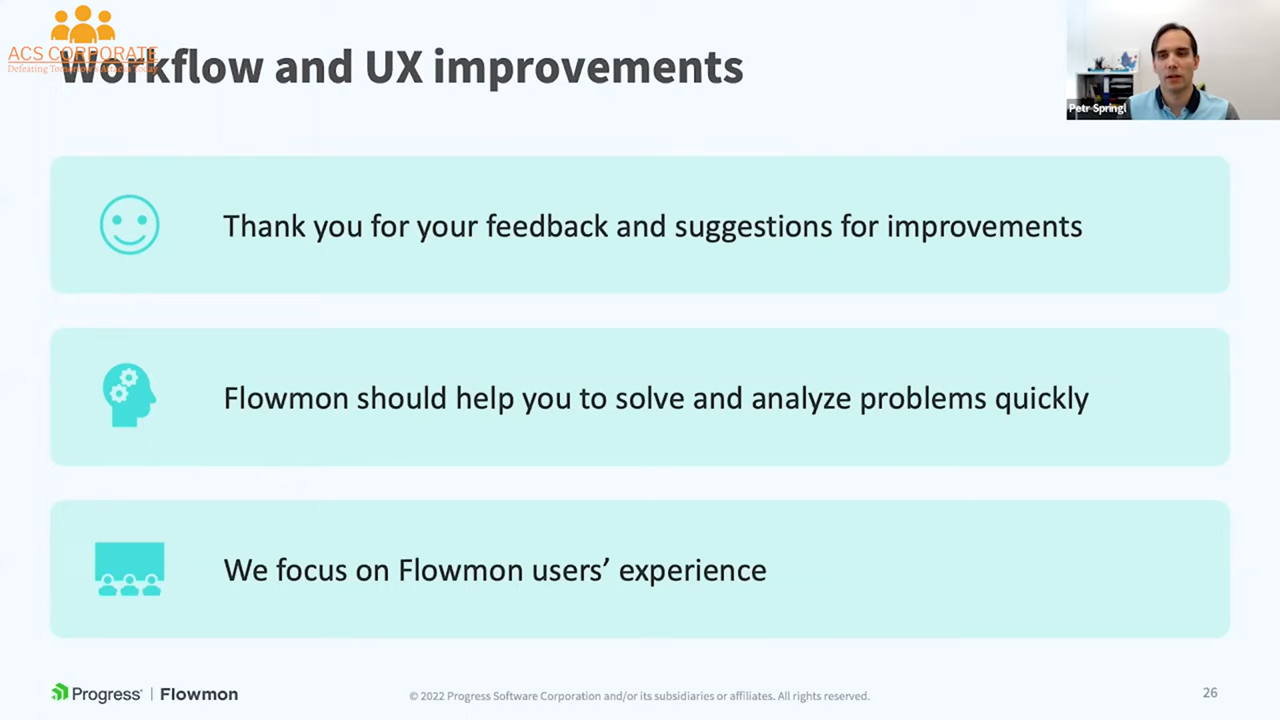 ACS CORPORATE
Workflow and UX improvements
Petr Springl
Thank you for your feedback and suggestions for improvements
Flowmon should help you to solve and analyze problems quickly
We focus on Flowmon users’ experience
Progress | Flowmon
© 2022 Progress Software Corporation and/or its subsidiaries or affiliates. All rights reserved.
26